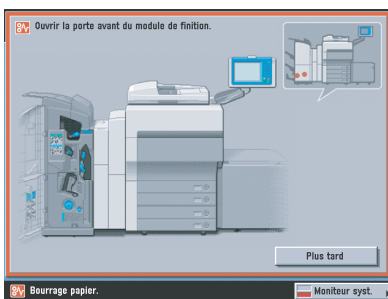 Ouvrir la porte avant du module de finition.
Plus tard
Bourrage papier.
Moniteur syst.